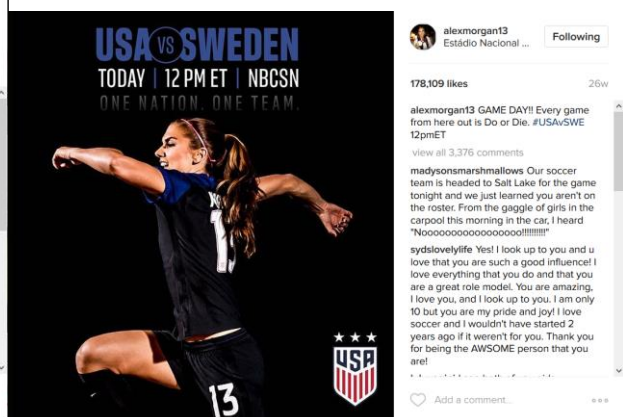 USA VS SWEDEN
TODAY | 12 PM ET | NBCSN
ONE NATION. ONE TEAM.
13
13
USA
alexmorgan13
Estádio Nacional ...
Following
178,109 likes
26w
alexmorgan13 GAME DAY!! Every game
from here out is Do or Die. #USAvSWE
12pmET
view all 3,376 comments
madysonsmarshmallows Our soccer
team is headed to Salt Lake for the game
tonight and we just learned you aren't on
the roster. From the gaggle of girls in the
carpool this morning in the car, I heard
"Nooooooooooooooooo!!!!!!!!!!"
sydslovelylife Yes! I look up to you and u
love that you are such a good influence! I
love everything that you do and that you
are a great role model. You are amazing,
I love you, and I look up to you. I am only
10 but you are my pride and joy! I love
soccer and I wouldn't have started 2
years ago if it weren't for you. Thank you
for being the AWSOME person that you
are!
Add a comment...